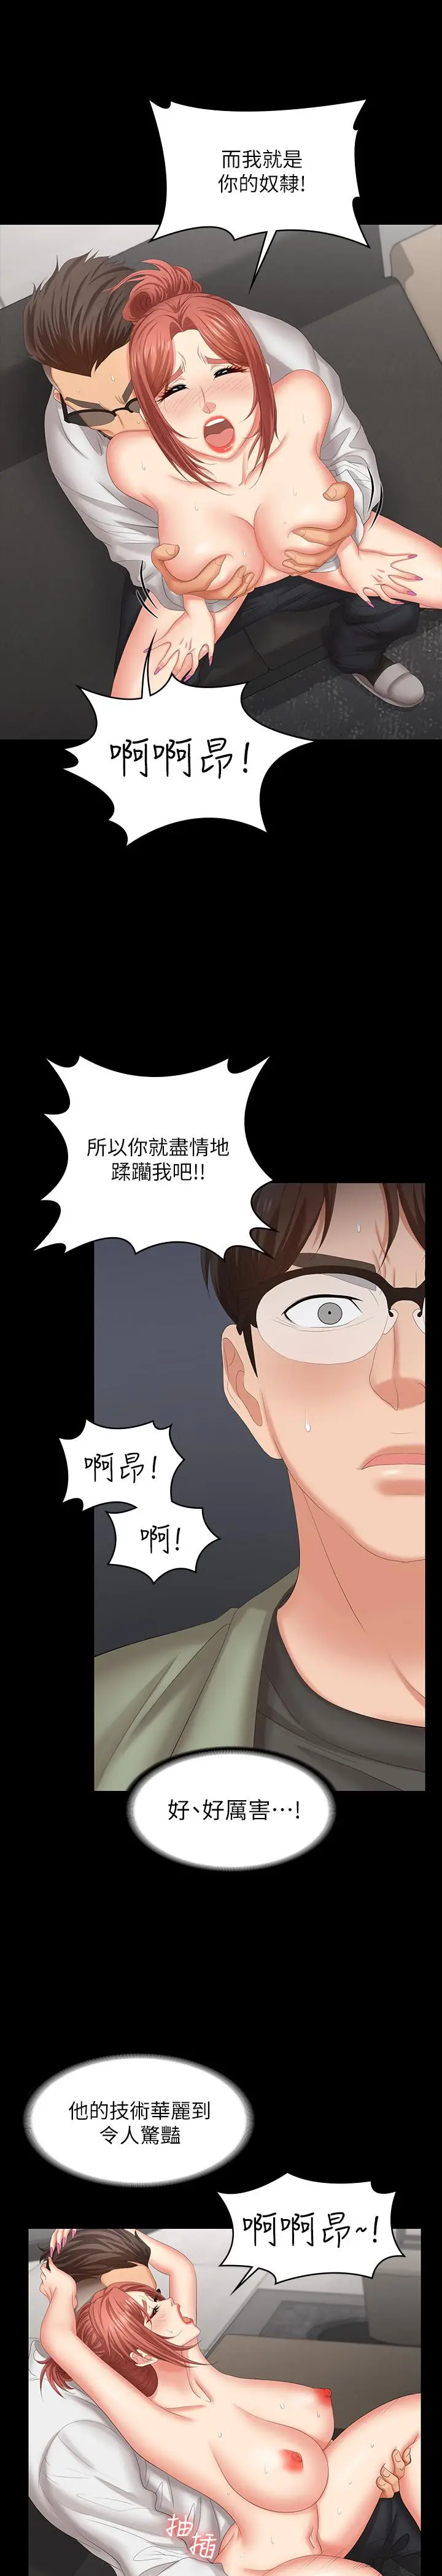 而我就是
你的奴隸!
啊啊昂!
所以你就盡情地
蹂躪我吧!!
啊昂!
啊!
好、好厲害…!
他的技術華麗到
令人驚豔
啊啊昂~!
抽
插